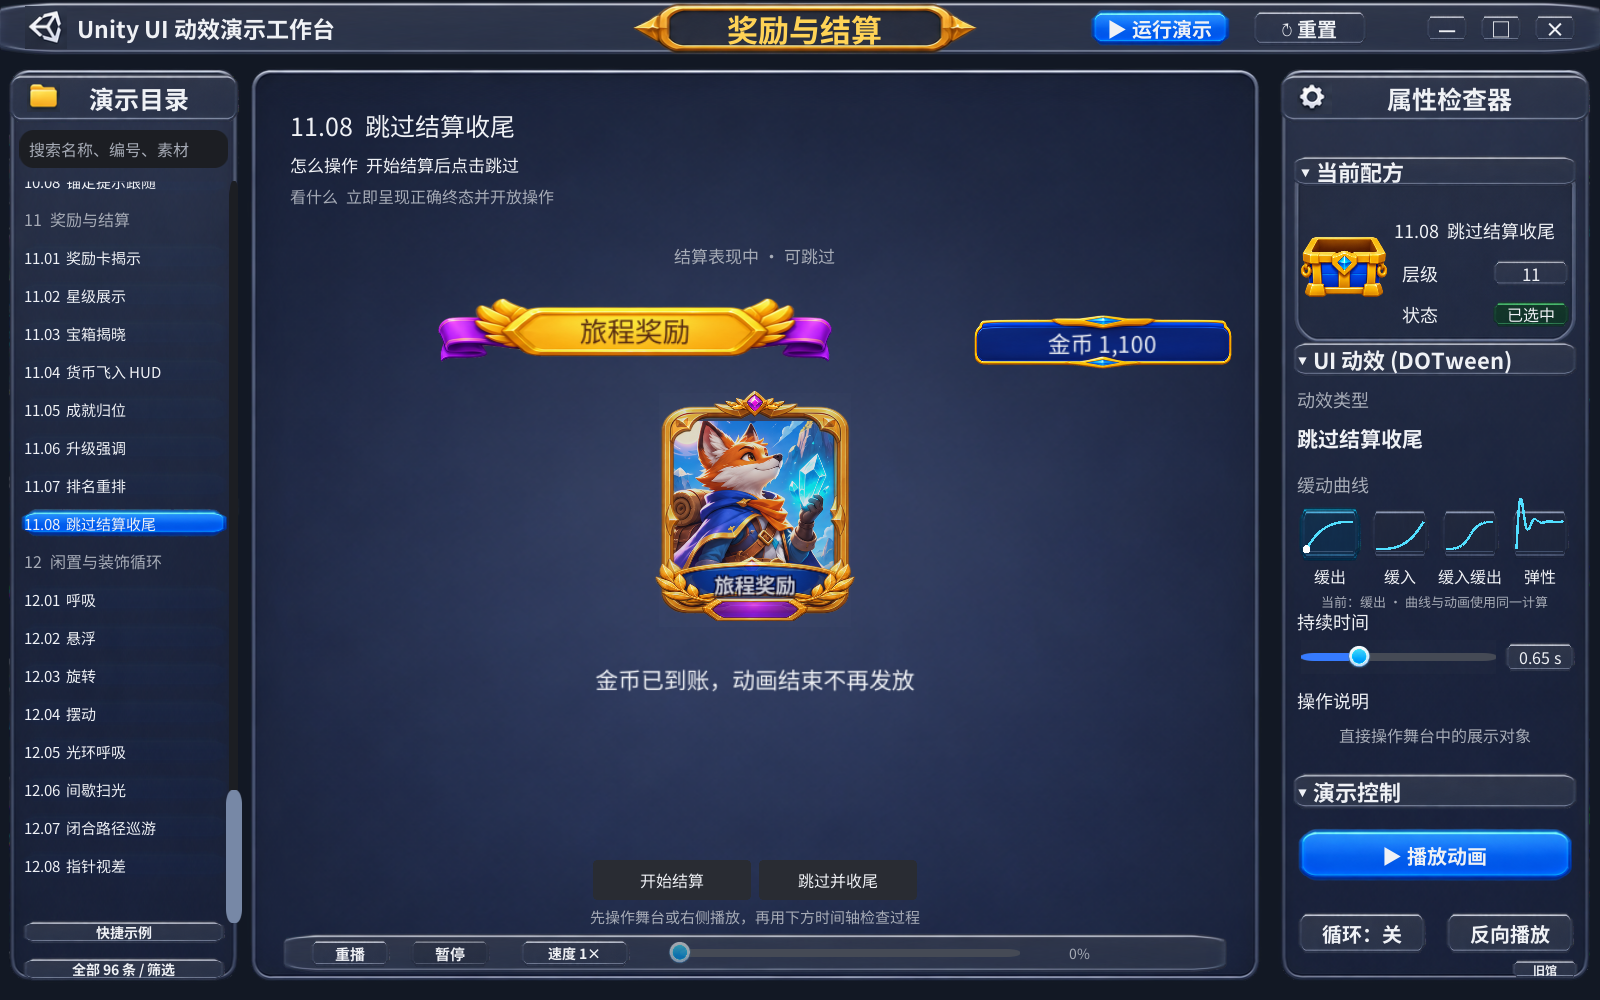 Unity UI 动效演示工作台
奖励与结算
▶ 运行演示
重置
演示目录
搜索名称、编号、素材
10.08 锚定提示跟随
11 奖励与结算
11.01 奖励卡揭示
11.02 星级展示
11.03 宝箱揭晓
11.04 货币飞入 HUD
11.05 成就归位
11.06 升级强调
11.07 排名重排
11.08 跳过结算收尾
12 闲置与装饰循环
12.01 呼吸
12.02 悬浮
12.03 旋转
12.04 摆动
12.05 光环呼吸
12.06 间歇扫光
12.07 闭合路径巡游
12.08 指针视差
快捷示例
全部 96 条 / 筛选
11.08 跳过结算收尾
怎么操作 开始结算后点击跳过
看什么 立即呈现正确终态并开放操作
结算表现中 • 可跳过
旅程奖励
金币 1,100
旅程奖励
金币已到账，动画结束不再发放
开始结算
跳过并收尾
先操作舞台或右侧播放，再用下方时间轴检查过程
重播
暂停
速度 1×
0%
属性检查器
▼ 当前配方
11.08 跳过结算收尾
层级
11
状态
已选中
▼ UI 动效 (DOTween)
动效类型
跳过结算收尾
缓动曲线
缓出
缓入
缓入缓出
弹性
当前：缓出 • 曲线与动画使用同一计算
持续时间
0.65 s
操作说明
直接操作舞台中的展示对象
▼ 演示控制
▶ 播放动画
循环：关
反向播放
旧馆